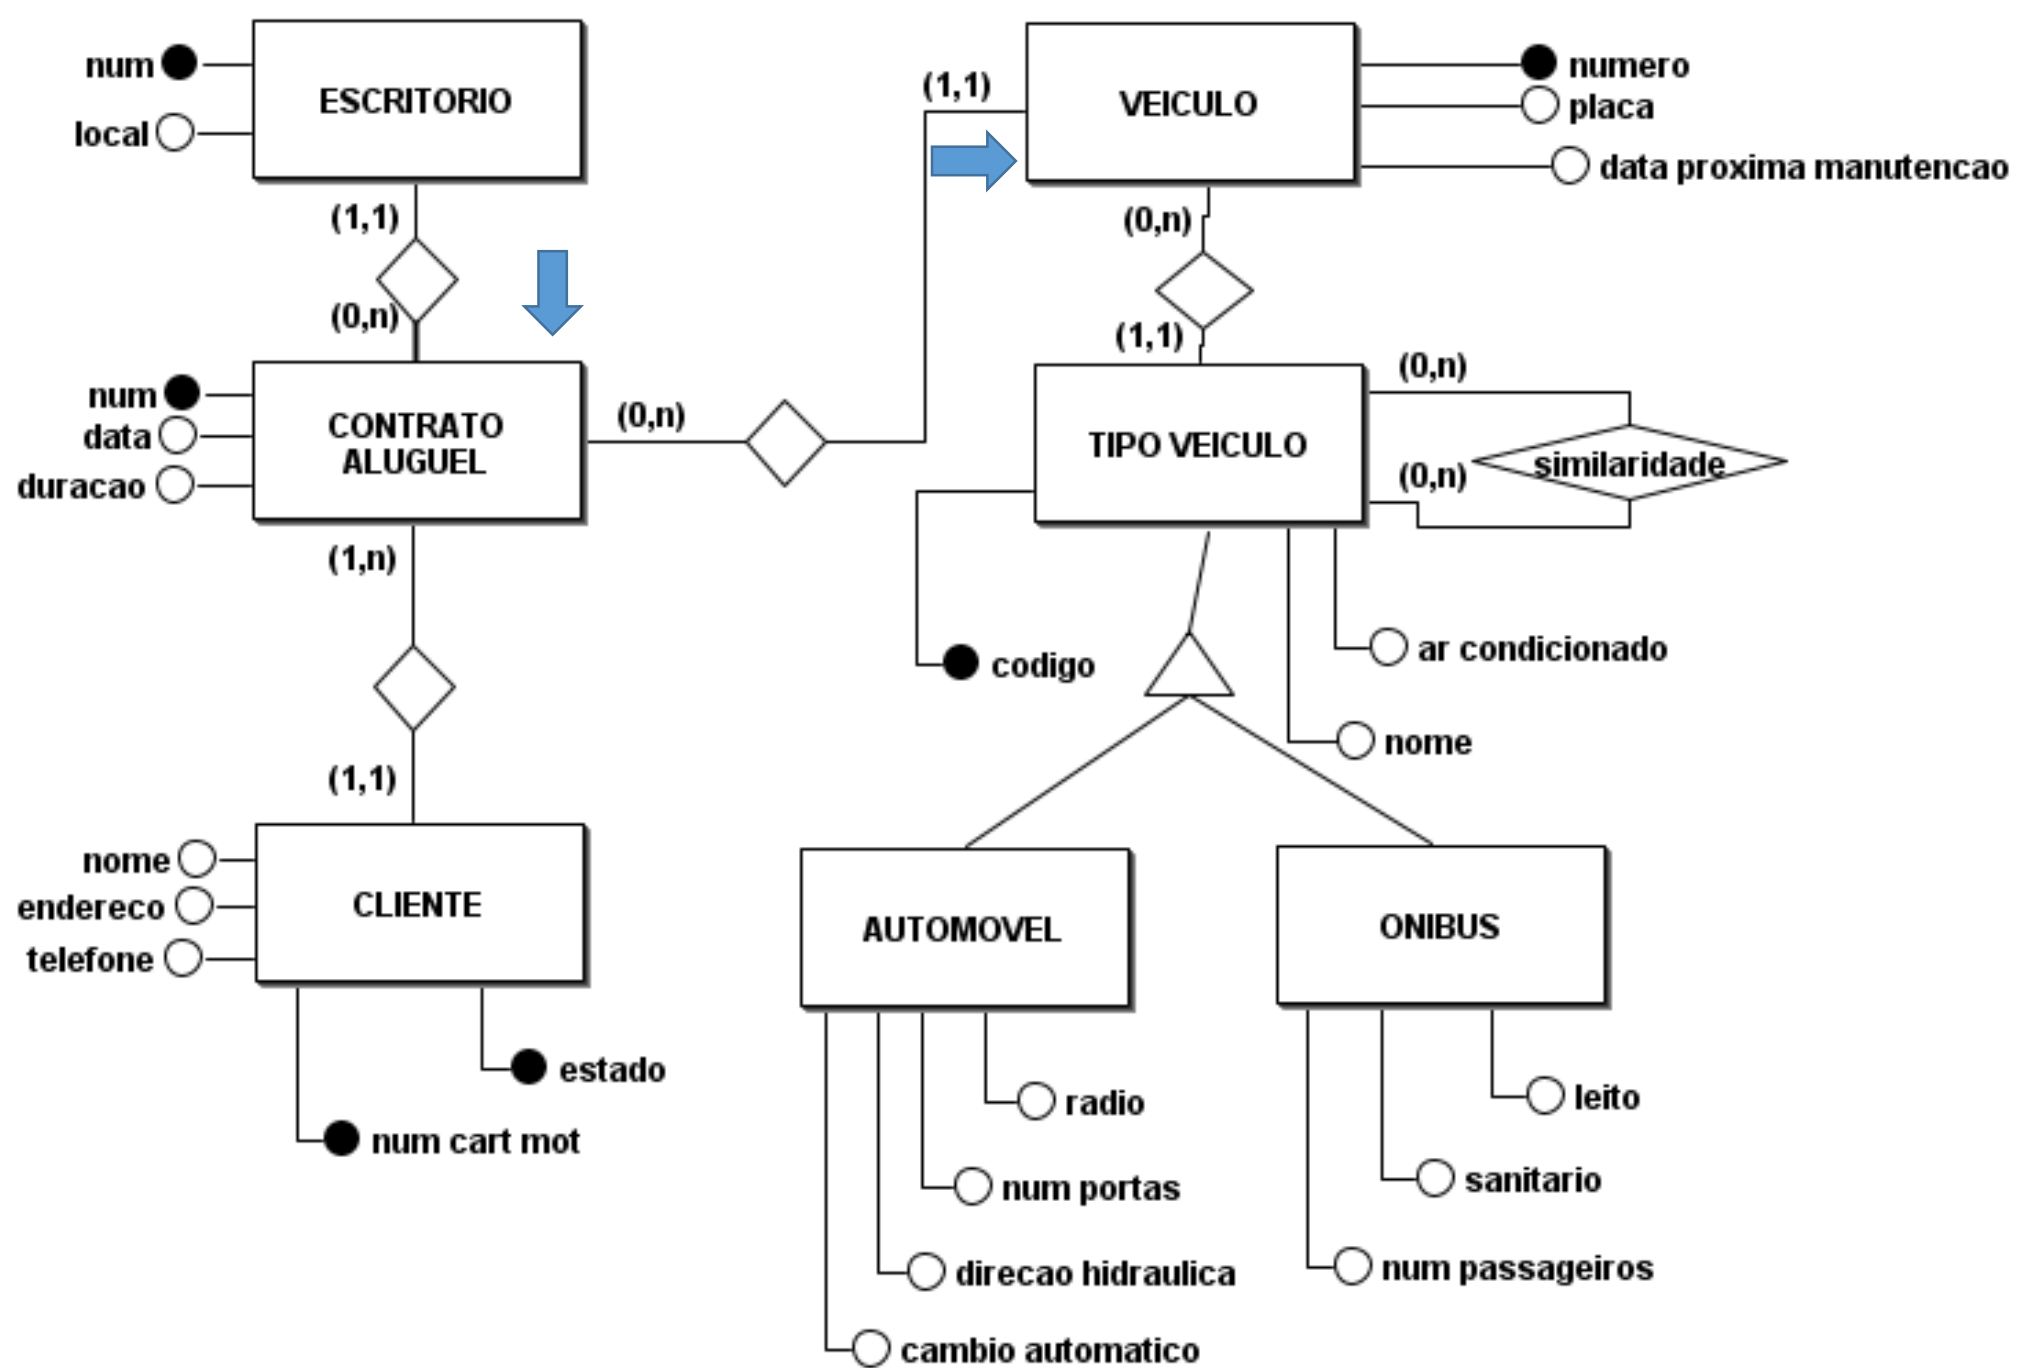 num
local
ESCRITORIO
(1,1)
(0,n)
num
data
duracao
CONTRATO
ALUGUEL
(0,n)
(1,n)
(1,1)
nome
endereco
telefone
CLIENTE
estado
num cart mot
(1,1)
VEICULO
numero
placa
data proxima manutencao
(0,n)
(1,1)
TIPO VEICULO
(0,n)
similaridade
(0,n)
codigo
ar condicionado
nome
AUTOMOVEL
radio
num portas
direcao hidraulica
cambio automatico
ONIBUS
leito
sanitario
num passageiros